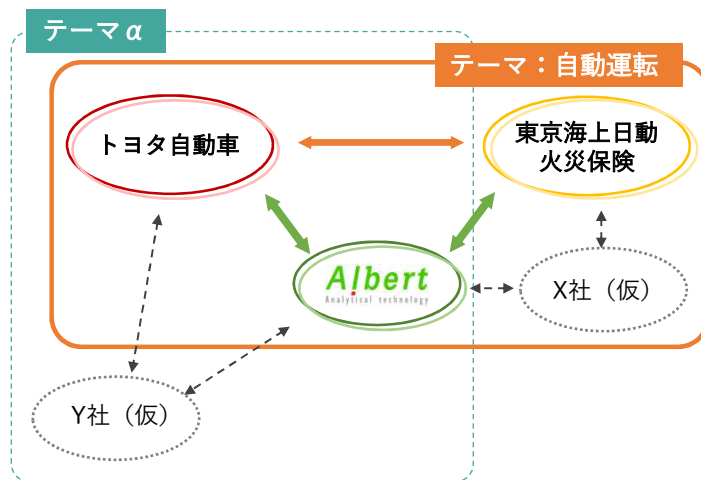 テーマα
テーマ：自動運転
トヨタ自動車
東京海上日動
火災保険
Albert
Analytical technology
X社（仮）
Y社（仮）